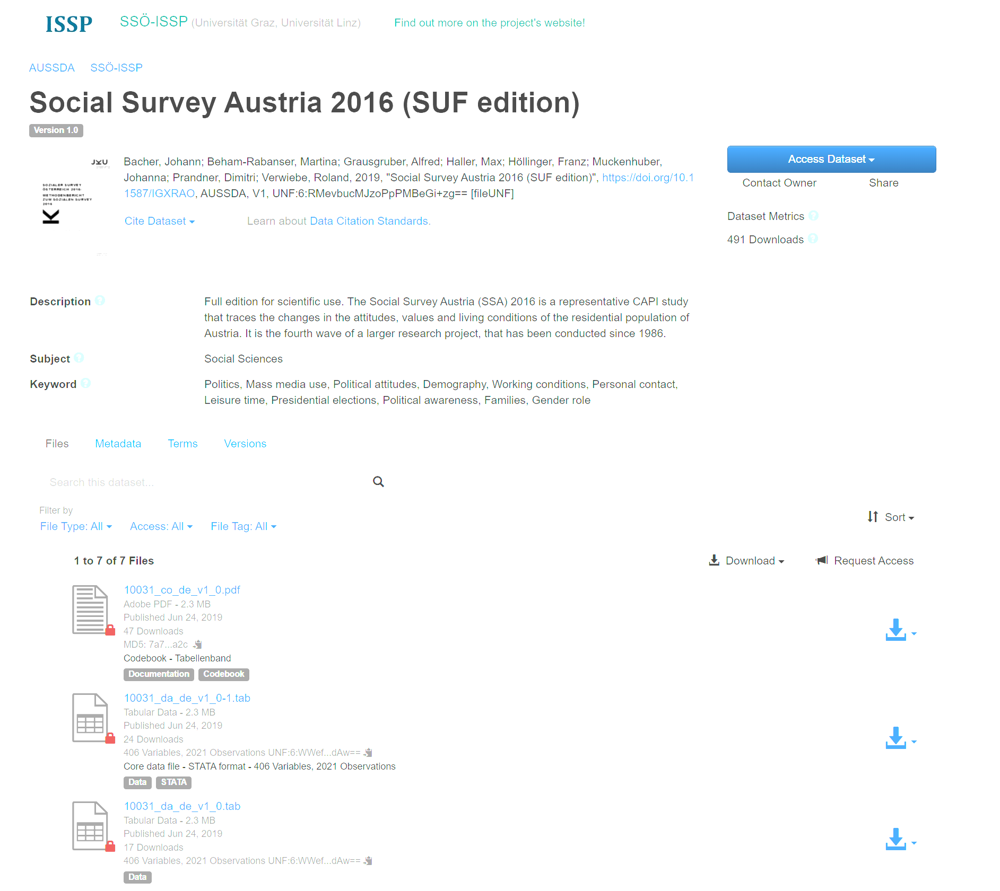 ISSP SSÖ-ISSP (Universität Graz, Universität Linz) Find out more on the project's website!
AUSSDA SSÖ-ISSP
Social Survey Austria 2016 (SUF edition)
Version 1.0
JKU
SOZIALER SURVEY
ÖSTERREICH 2016:
METHODENBERICHT
ZUM SOZIALEN SURVEY
2016
K
Bacher, Johann; Beham-Rabanser, Martina; Grausgruber, Alfred; Haller, Max; Höllinger, Franz; Muckenhuber,
Johanna; Prandner, Dimitri; Verwiebe, Roland, 2019, "Social Survey Austria 2016 (SUF edition)", https://doi.org/10.1
1587/IGXRAO, AUSSDA, V1, UNF:6:RMevbucMJzoPpPMBeGi+zg== [fileUNF]
Cite Dataset Learn about Data Citation Standards.
Access Dataset
Contact Owner Share
Dataset Metrics ?
491 Downloads ?
Description ? Full edition for scientific use. The Social Survey Austria (SSA) 2016 is a representative CAPI study
that traces the changes in the attitudes, values and living conditions of the residential population of
Austria. It is the fourth wave of a larger research project, that has been conducted since 1986.
Subject ? Social Sciences
Keyword ? Politics, Mass media use, Political attitudes, Demography, Working conditions, Personal contact,
Leisure time, Presidential elections, Political awareness, Families, Gender role
Files Metadata Terms Versions
Search this dataset...
Filter by
File Type: All Access: All File Tag: All Sort
1 to 7 of 7 Files Download Request Access
10031_co_de_v1_0.pdf
Adobe PDF - 2.3 MB
Published Jun 24, 2019
47 Downloads
MD5: 7a7...a2c
Codebook - Tabellenband
Documentation Codebook
10031_da_de_v1_0-1.tab
Tabular Data - 2.3 MB
Published Jun 24, 2019
24 Downloads
406 Variables, 2021 Observations UNF:6:WWef...dAw==
Core data file - STATA format - 406 Variables, 2021 Observations
Data STATA
10031_da_de_v1_0.tab
Tabular Data - 2.3 MB
Published Jun 24, 2019
17 Downloads
406 Variables, 2021 Observations UNF:6:WWef...dAw==
Data